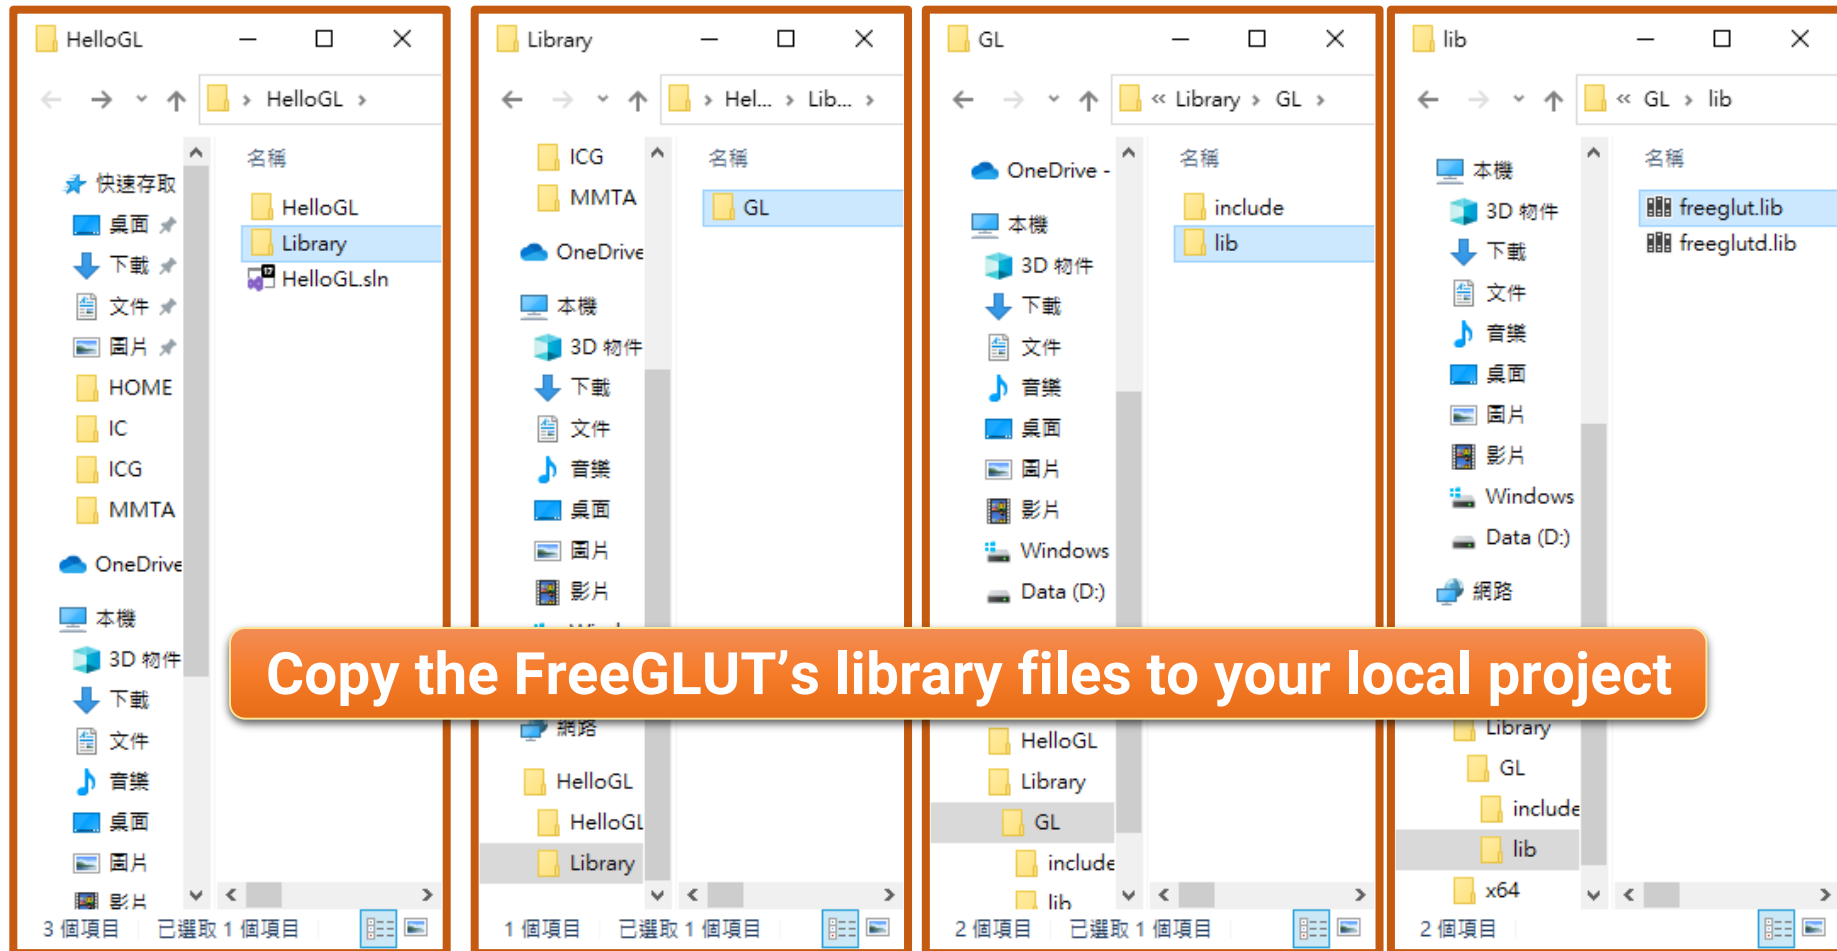 HelloGL
HelloGL
名稱
快速存取
桌面
下載
文件
圖片
HOME
IC
ICG
MMTA
OneDrive
本機
3D 物件
下載
文件
音樂
桌面
圖片
影片
HelloGL
Library
HelloGL.sln
3 個項目
已選取 1 個項目
Library
Hel...
Lib...
名稱
ICG
MMTA
OneDrive
本機
3D 物件
下載
文件
音樂
桌面
圖片
影片
網路
HelloGL
HelloGL
Library
GL
1 個項目
已選取 1 個項目
GL
« Library
GL
名稱
OneDrive -
本機
3D 物件
下載
文件
音樂
桌面
圖片
影片
Windows
Data (D:)
HelloGL
Library
GL
include
lib
include
lib
2 個項目
已選取 1 個項目
lib
« GL
lib
名稱
本機
3D 物件
下載
文件
音樂
桌面
圖片
影片
Windows
Data (D:)
網路
Library
GL
include
lib
x64
freeglut.lib
freeglutd.lib
2 個項目
Copy the FreeGLUT’s library files to your local project